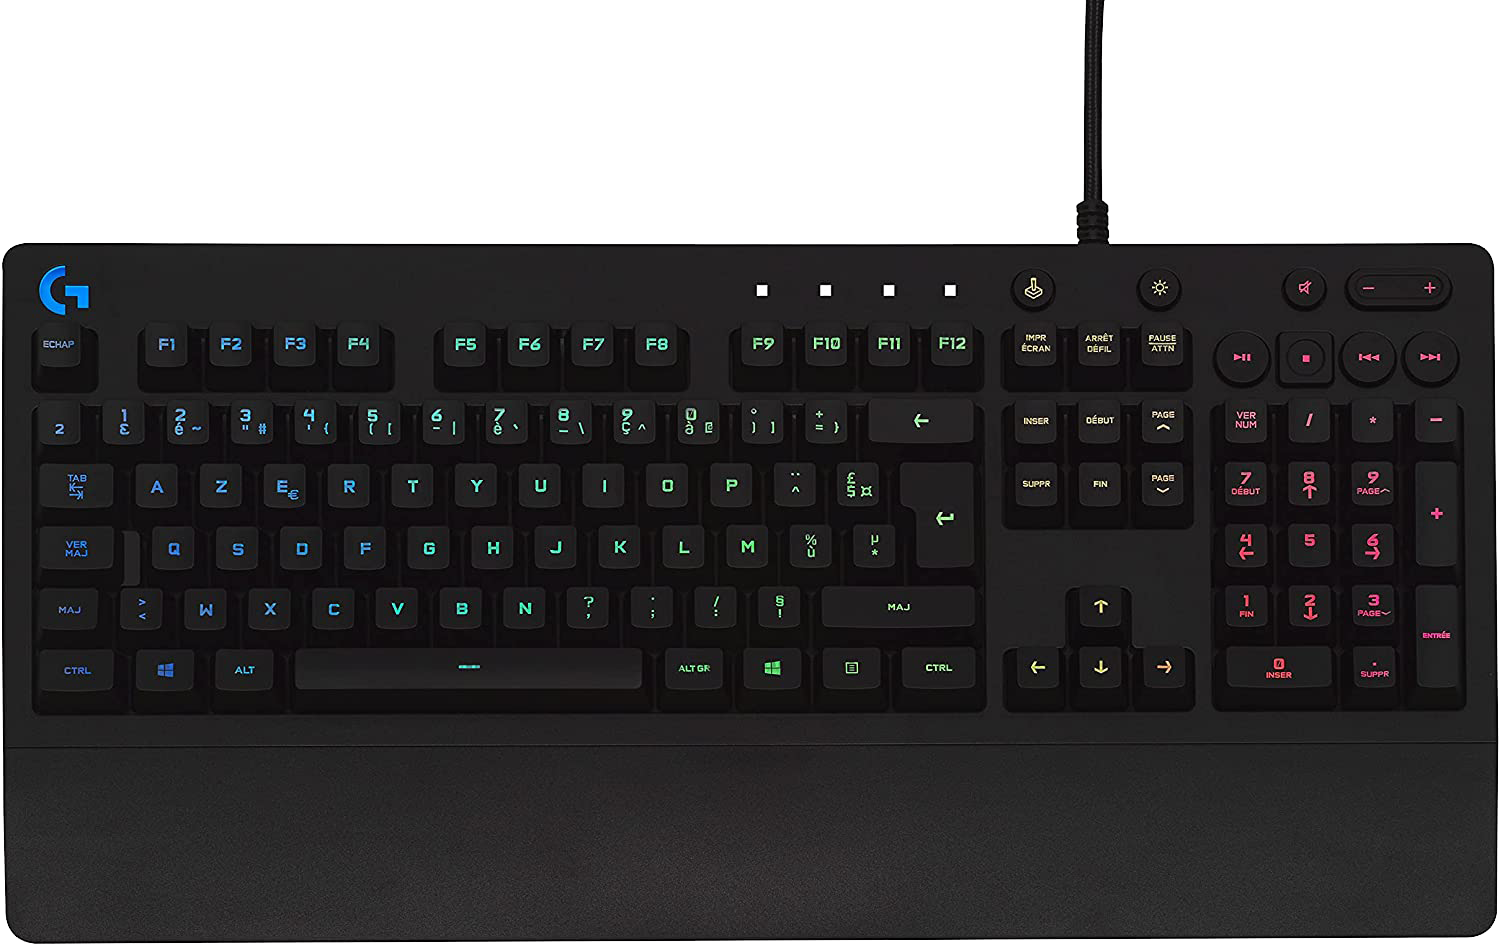 ECHAP F1 F2 F3 F4 F5 F6 F7 F8 F9 F10 F11 F12
IMPR ÉCRAN ARRÊT DÉFIL PAUSE ATTN
2 1 & 2 é ~ 3 " # 4 ' { 5 ( [ 6 - | 7 è ` 8 _ \ 9 ç ^ 0 à @ ° ) ] + = } ←
INSER DÉBUT PAGE VER NUM / * -
TAB A Z E € R T Y U I O P ¨ ^ £ $ ¤
SUPPR FIN PAGE 7 DÉBUT 8 ↑ 9 PAGE +
VER MAJ Q S D F G H J K L M % ù µ *
4 ← 5 6 →
MAJ > < W X C V B N ? , . ; / : § ! MAJ
↑ 1 FIN 2 ↓ 3 PAGE ENTRÉE
CTRL ALT ALT GR CTRL
← ↓ → 0 INSER . SUPPR